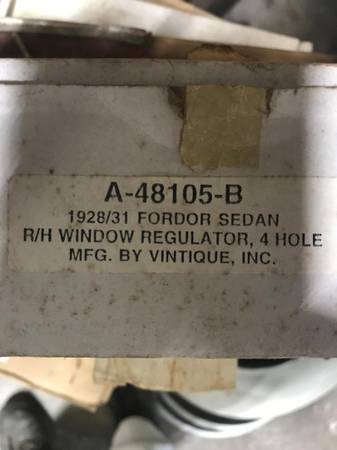 A-48105-B
1928/31 FORDOR SEDAN
R/H WINDOW REGULATOR, 4 HOLE
MFG. BY VINTIQUE, INC.